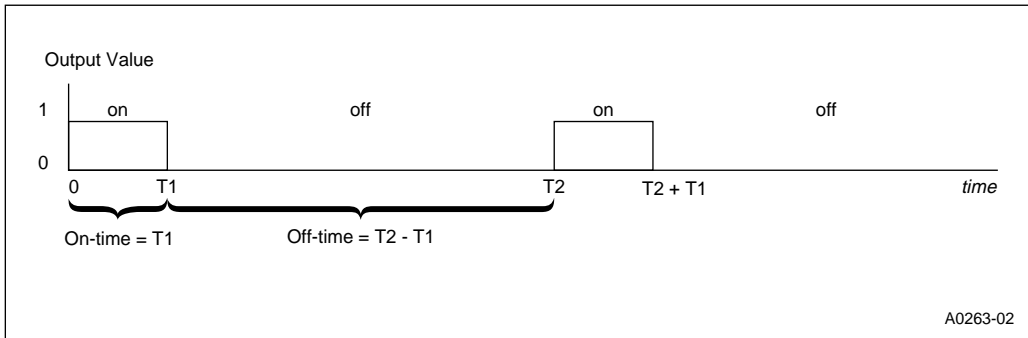 Output Value
1 on off on off
0
0 T1 T2 T2 + T1 time
On-time = T1 Off-time = T2 - T1
A0263-02